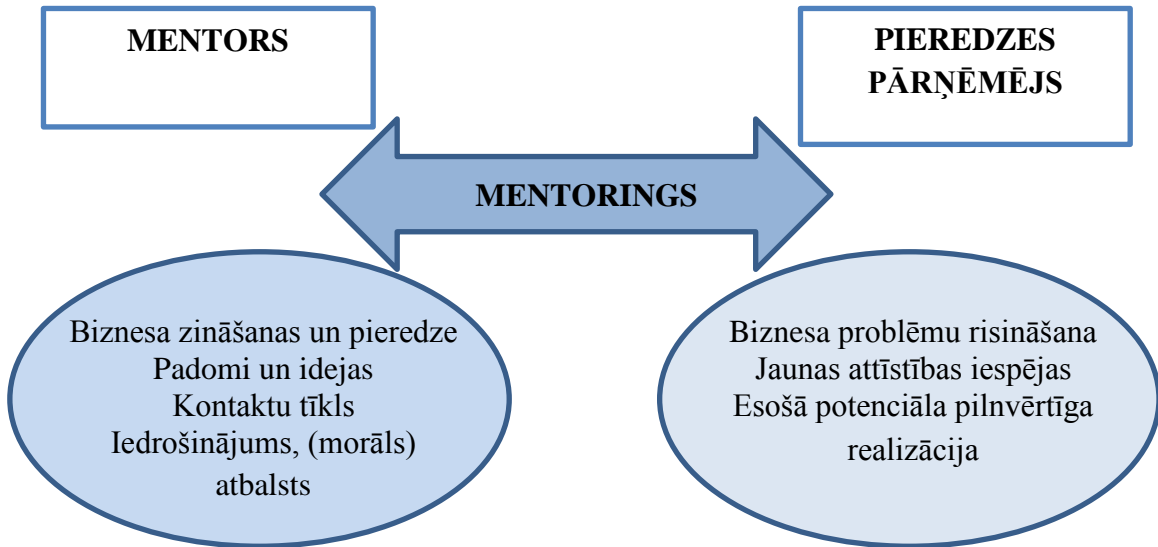 MENTORS
PIEREDZES
PĀRŅĒMĒJS
MENTORINGS
Biznesa zināšanas un pieredze
Padomi un idejas
Kontaktu tīkls
Iedrošinājums, (morāls)
atbalsts
Biznesa problēmu risināšana
Jaunas attīstības iespējas
Esošā potenciāla pilnvērtīga
realizācija